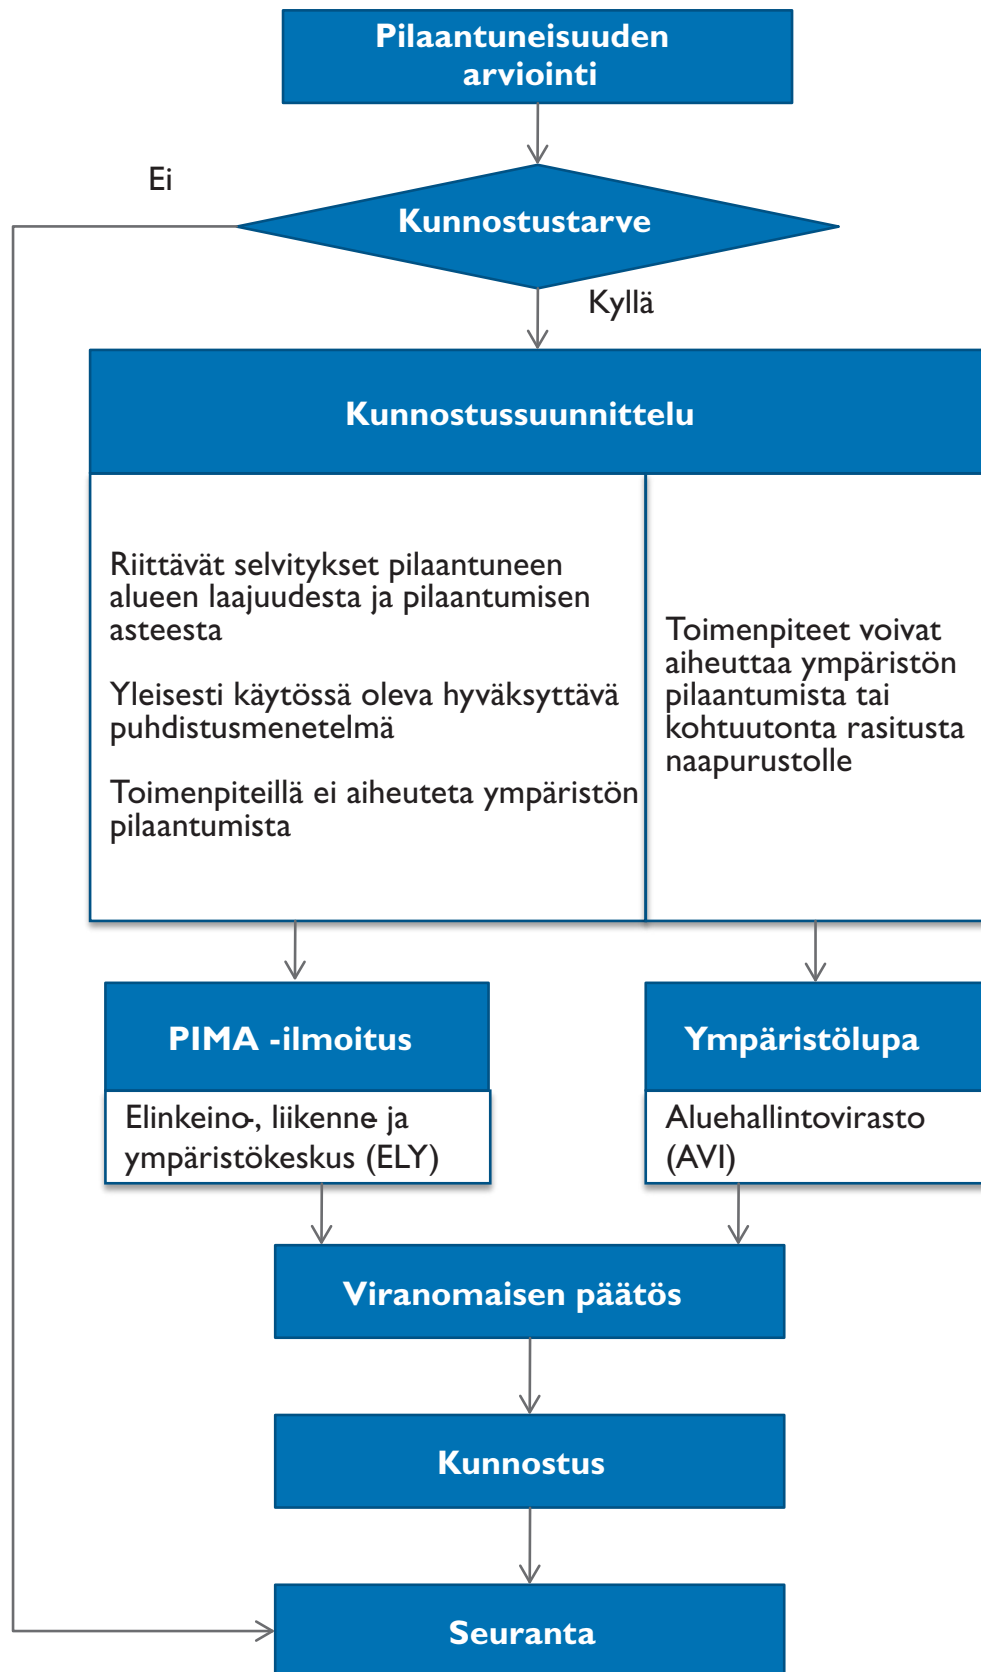 Pilaantuneisuuden
arviointi
Ei
Kunnostustarve
Kyllä
Kunnostussuunnittelu
Riittävät selvitykset pilaantuneen
alueen laajuudesta ja pilaantumisen
asteesta
Yleisesti käytössä oleva hyväksyttävä
puhdistusmenetelmä
Toimenpiteillä ei aiheuteta ympäristön
pilaantumista
Toimenpiteet voivat
aiheuttaa ympäristön
pilaantumista tai
kohtuutonta rasitusta
naapurustolle
PIMA -ilmoitus
Elinkeino-, liikenne- ja
ympäristökeskus (ELY)
Ympäristölupa
Aluehallintovirasto
(AVI)
Viranomaisen päätös
Kunnostus
Seuranta